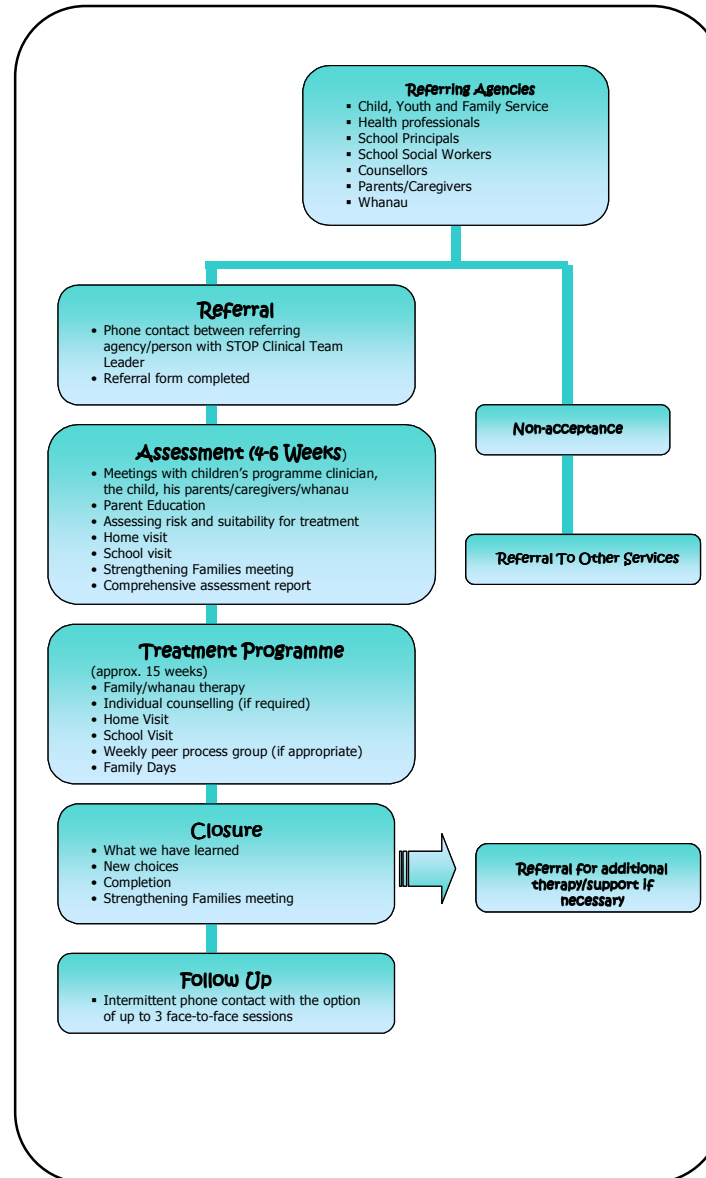 Referring Agencies
▪ Child, Youth and Family Service
▪ Health professionals
▪ School Principals
▪ School Social Workers
▪ Counsellors
▪ Parents/Caregivers
▪ Whanau
Referral
• Phone contact between referring
agency/person with STOP Clinical Team
Leader
• Referral form completed
Non-acceptance
Assessment (4-6 Weeks)
• Meetings with children's programme clinician,
the child, his parents/caregivers/whanau
• Parent Education
• Assessing risk and suitability for treatment
• Home visit
• School visit
• Strengthening Families meeting
• Comprehensive assessment report
Referral To Other Services
Treatment Programme
(approx. 15 weeks)
• Family/whanau therapy
• Individual counselling (if required)
• Home Visit
• School Visit
• Weekly peer process group (if appropriate)
• Family Days
Closure
• What we have learned
• New choices
• Completion
• Strengthening Families meeting
Referral for additional
therapy/support if
necessary
Follow Up
▪ Intermittent phone contact with the option
of up to 3 face-to-face sessions